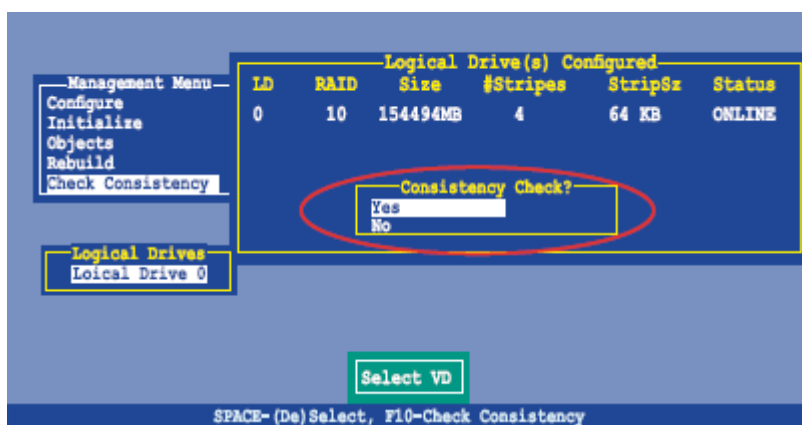 Logical Drive(s) Configured
LD RAID Size #Stripes StripSz Status
0 10 154494MB 4 64 KB ONLINE
Management Menu
Configure
Initialize
Objects
Rebuild
Check Consistency
Consistency Check?
Yes
No
Logical Drives
Loical Drive 0
Select VD
SPACE-(De)Select, F10-Check Consistency